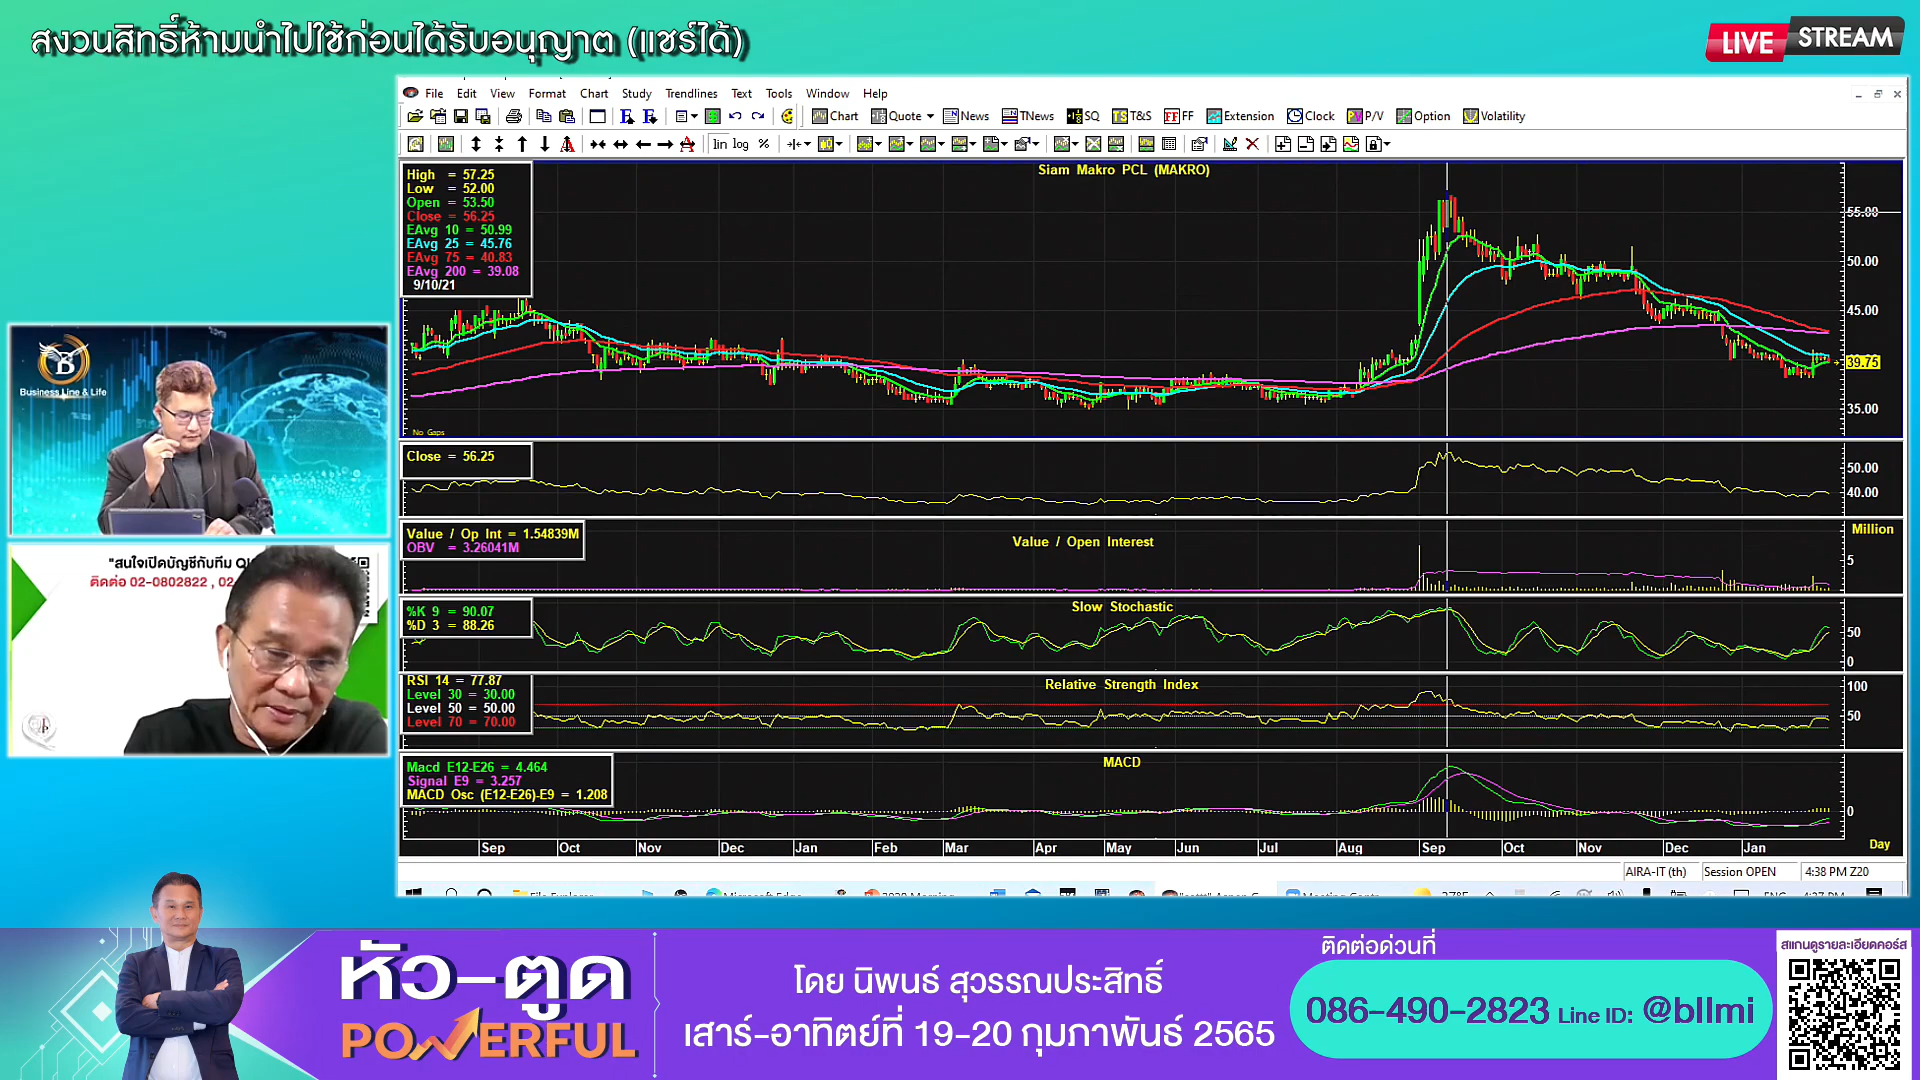 สงวนสิทธิ์ห้ามนำไปใช้ก่อนได้รับอนุญาต (แชร์ได้)
LIVE STREAM
File Edit View Format Chart Study Trendlines Text Tools Window Help
Chart Quote News TNews SQ T&S FF Extension Clock P/V Option Volatility
lin log %
Siam Makro PCL (MAKRO)
High = 57.25
Low = 52.00
Open = 53.50
Close = 56.25
EAvg 10 = 50.99
EAvg 25 = 45.76
EAvg 75 = 40.83
EAvg 200 = 39.08
9/10/21
55.00
50.00
45.00
39.75
35.00
No Gaps
Close = 56.25
50.00
40.00
Value / Op Int = 1.54839M
OBV = 3.26041M
Value / Open Interest
Million
5
%K 9 = 90.07
%D 3 = 88.26
Slow Stochastic
50
0
RSI 14 = 77.87
Level 30 = 30.00
Level 50 = 50.00
Level 70 = 70.00
Relative Strength Index
100
50
Macd E12-E26 = 4.464
Signal E9 = 3.257
MACD Osc (E12-E26)-E9 = 1.208
MACD
0
Sep Oct Nov Dec Jan Feb Mar Apr May Jun Jul Aug Sep Oct Nov Dec Jan
Day
AIRA-IT (th) Session OPEN 4:38 PM Z20
Business Line & Life
"สนใจเปิดบัญชีกับทีม
ติดต่อ 02-0802822 , 02
หัว-ตูด
POWERFUL
โดย นิพนธ์ สุวรรณประสิทธิ์
เสาร์-อาทิตย์ที่ 19-20 กุมภาพันธ์ 2565
ติดต่อด่วนที่
086-490-2823 Line ID: @bllmi
สแกนดูรายละเอียดคอร์ส